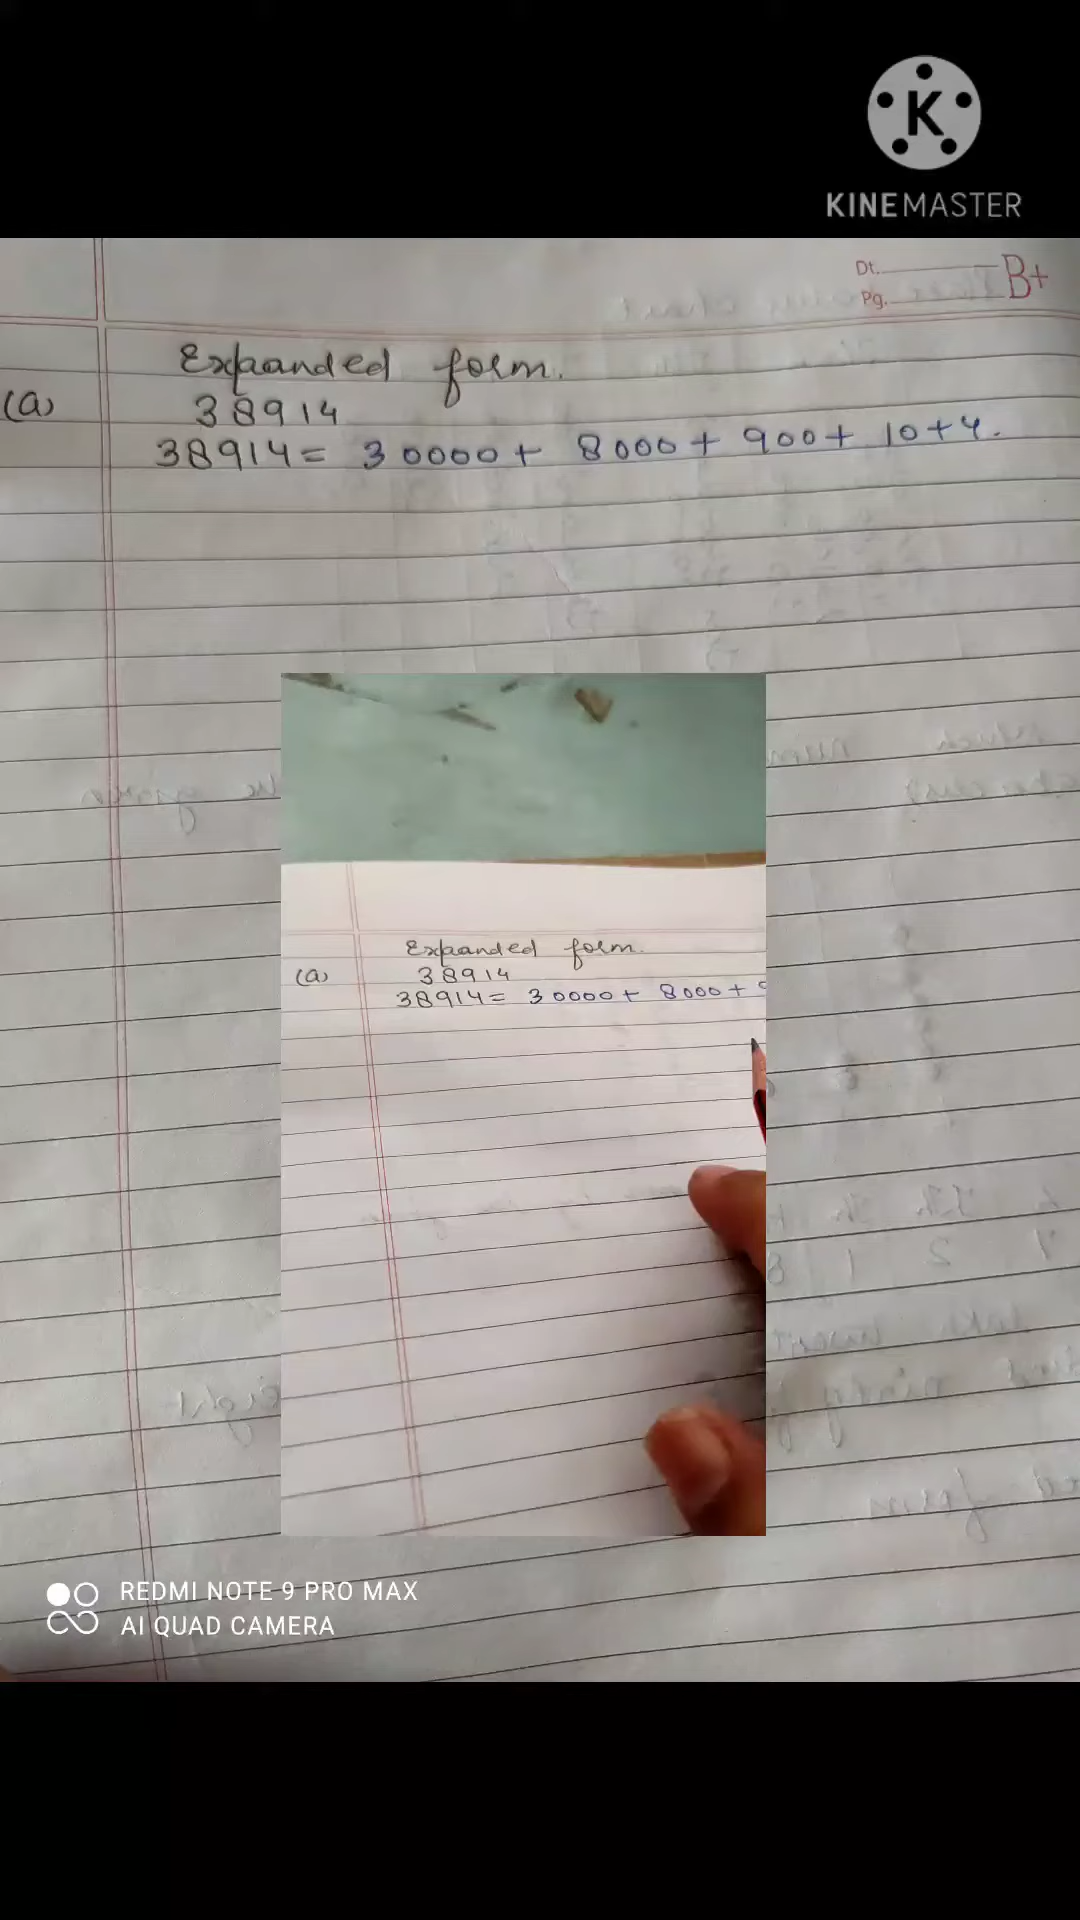 KINEMASTER
Dt.
Pg.
B+
Expanded form.
(a) 38914
38914 = 30000 + 8000 + 900 + 10 + 4.
Expanded form.
(a) 38914
38914 = 30000 + 8000 +
REDMI NOTE 9 PRO MAX
AI QUAD CAMERA